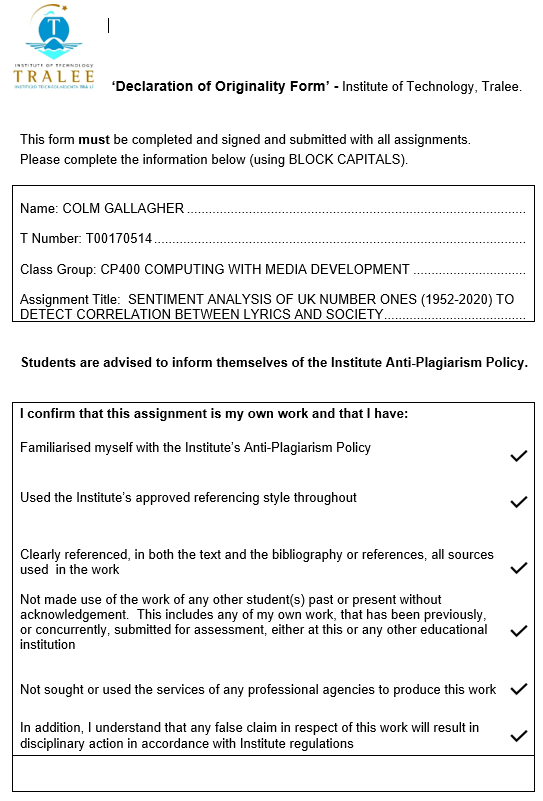 T
INSTITUTE OF TECHNOLOGY
TRALEE
'Declaration of Originality Form' - Institute of Technology, Tralee.
This form must be completed and signed and submitted with all assignments.
Please complete the information below (using BLOCK CAPITALS).
Name: COLM GALLAGHER
T Number: T00170514
Class Group: CP400 COMPUTING WITH MEDIA DEVELOPMENT
Assignment Title:  SENTIMENT ANALYSIS OF UK NUMBER ONES (1952-2020) TO
DETECT CORRELATION BETWEEN LYRICS AND SOCIETY
Students are advised to inform themselves of the Institute Anti-Plagiarism Policy.
I confirm that this assignment is my own work and that I have:
Familiarised myself with the Institute's Anti-Plagiarism Policy
Used the Institute's approved referencing style throughout
Clearly referenced, in both the text and the bibliography or references, all sources
used  in the work
Not made use of the work of any other student(s) past or present without
acknowledgement.  This includes any of my own work, that has been previously,
or concurrently, submitted for assessment, either at this or any other educational
institution
Not sought or used the services of any professional agencies to produce this work
In addition, I understand that any false claim in respect of this work will result in
disciplinary action in accordance with Institute regulations